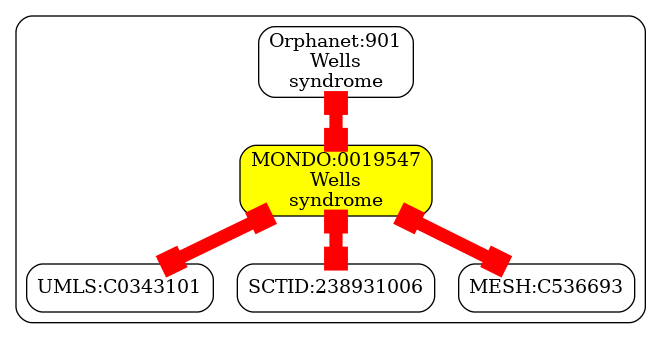 Orphanet:901
Wells
syndrome
MONDO:0019547
Wells
syndrome
UMLS:C0343101
SCTID:238931006
MESH:C536693